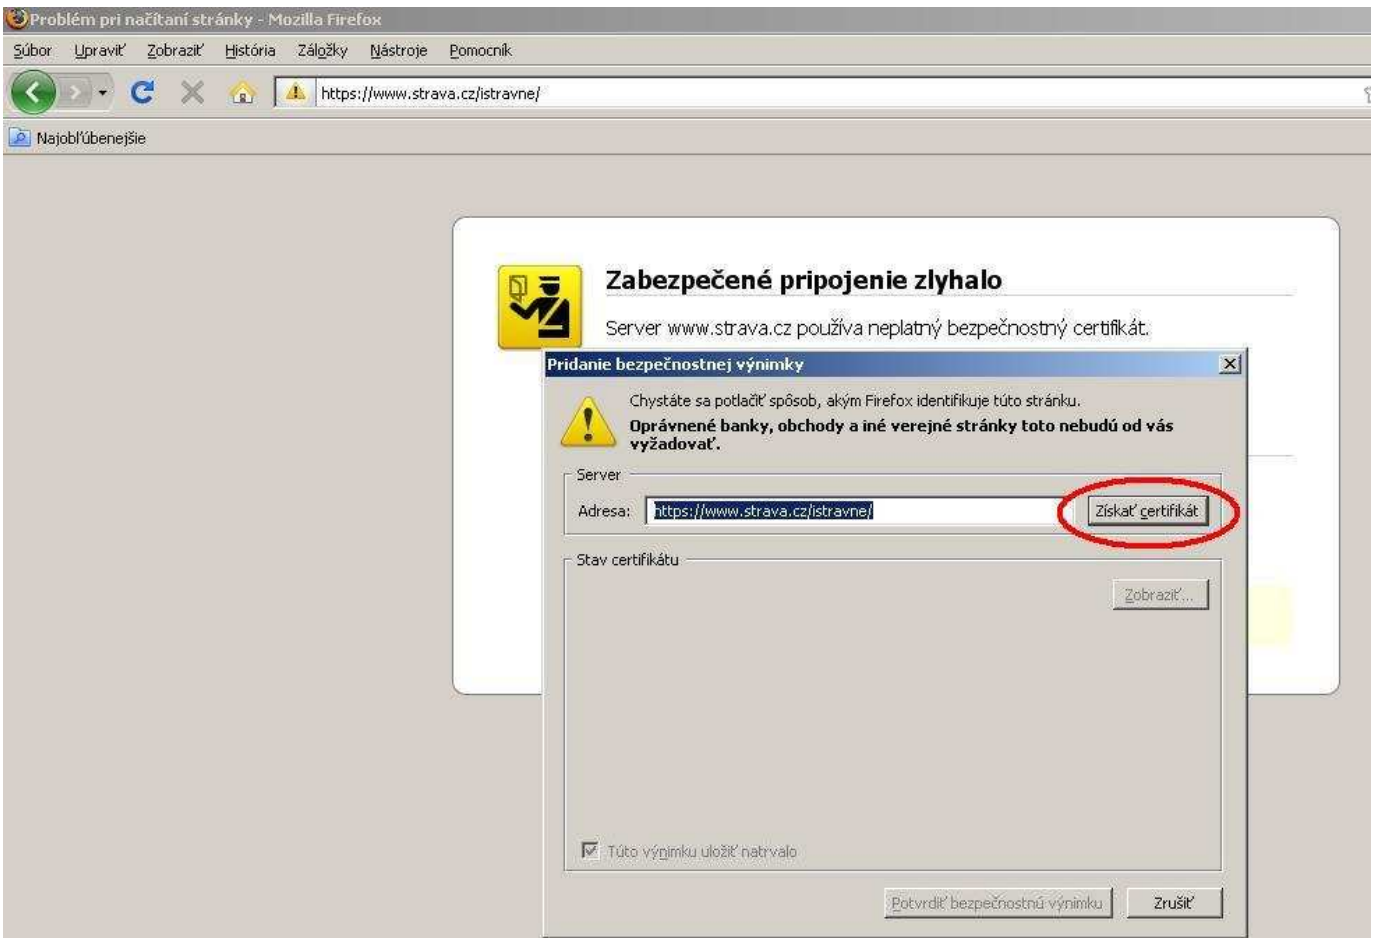 Problém pri načítaní stránky - Mozilla Firefox
Súbor Upraviť Zobraziť História Záložky Nástroje Pomocník
https://www.strava.cz/istravne/
Najobľúbenejšie
Zabezpečené pripojenie zlyhalo
Server www.strava.cz používa neplatný bezpečnostný certifikát.
Pridanie bezpečnostnej výnimky
Chystáte sa potlačiť spôsob, akým Firefox identifikuje túto stránku.
Oprávnené banky, obchody a iné verejné stránky toto nebudú od vás
vyžadovať.
Server
Adresa: https://www.strava.cz/istravne/ Získať certifikát
Stav certifikátu
Zobraziť...
Túto výnimku uložiť natrvalo
Potvrdiť bezpečnostnú výnimku Zrušiť